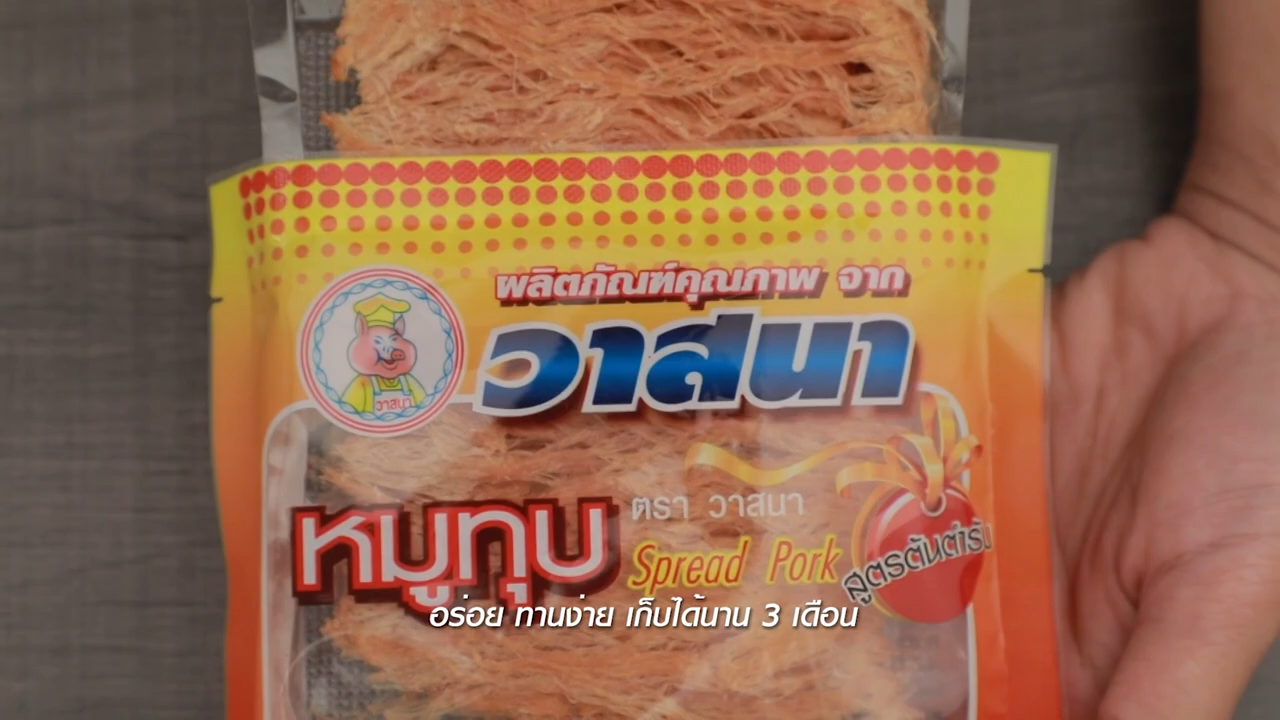 ผลิตภัณฑ์คุณภาพ จาก
วาสนา
วาสนา
หมูทุบ
ตรา วาสนา
Spread Pork
สูตรต้นตำรับ
อร่อย ทานง่าย เก็บได้นาน 3 เดือน